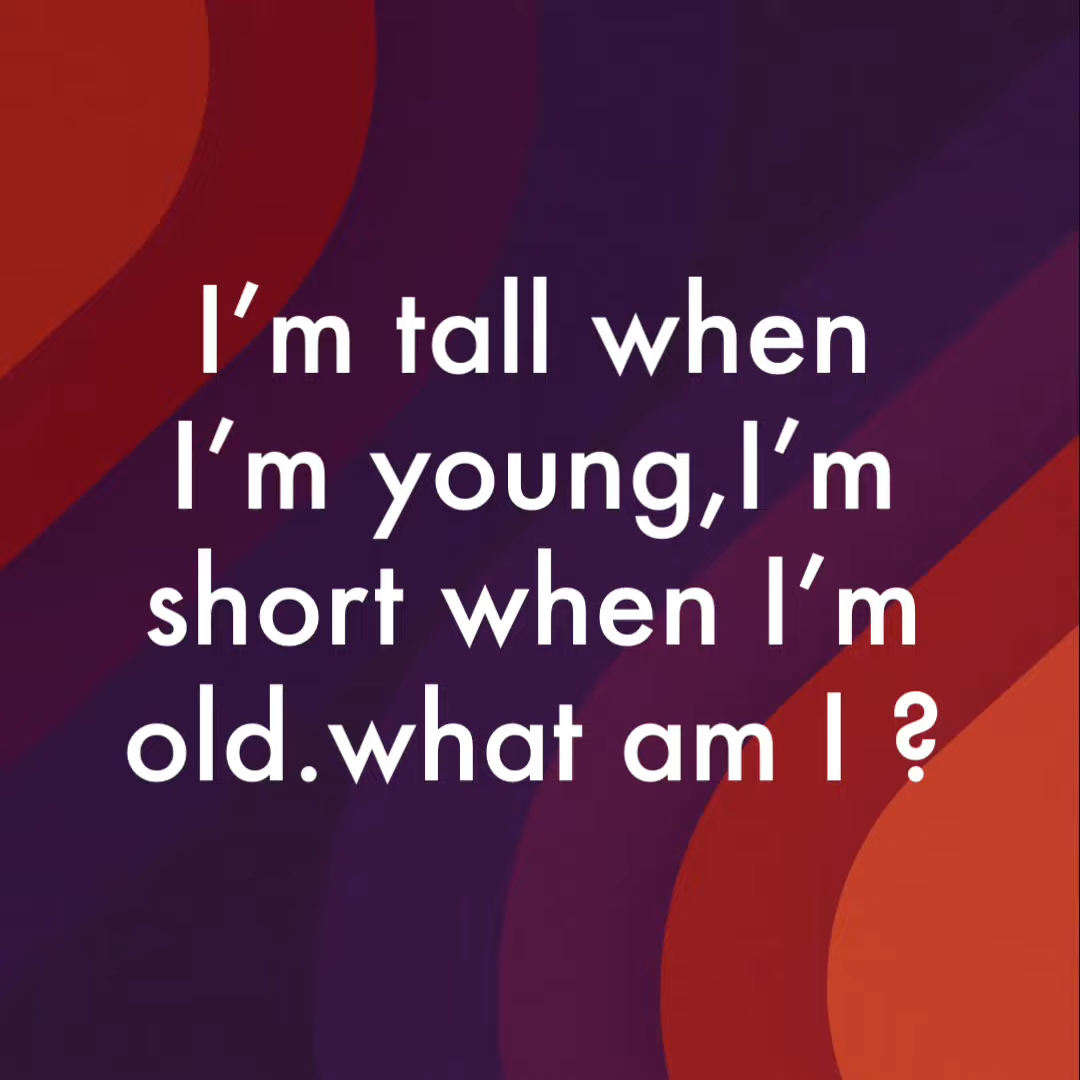 I’m tall when
I’m young,I’m
short when I’m
old.what am I ?